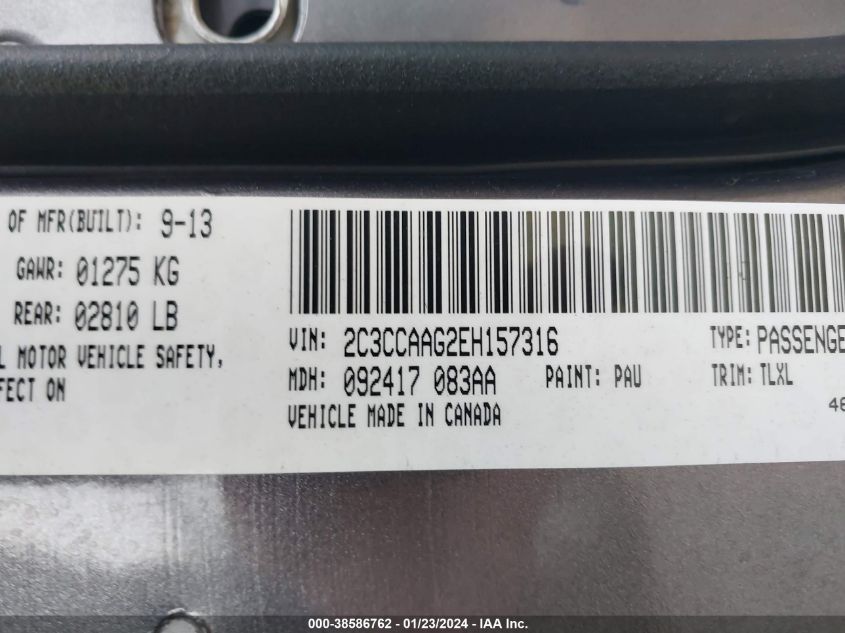 OF MFR(BUILT): 9-13
GAWR: 01275 KG
REAR: 02810 LB
L MOTOR VEHICLE SAFETY,
FECT ON
VIN: 2C3CCAAG2EH157316
TYPE: PASSENGE
MDH: 092417 083AA
PAINT: PAU
TRIM: TLXL
VEHICLE MADE IN CANADA
46
000-38586762 - 01/23/2024 - IAA Inc.